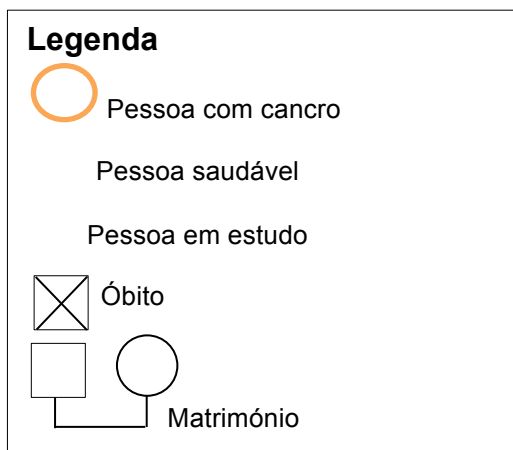 Legenda
Pessoa com cancro
Pessoa saudável
Pessoa em estudo
Óbito
Matrimónio